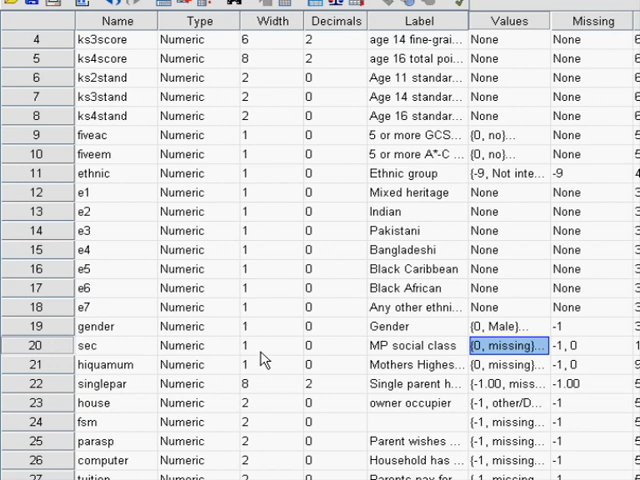 Name Type Width Decimals Label Values Missing
4 ks3score Numeric 6 2 age 14 fine-grai... None None
5 ks4score Numeric 8 2 age 16 total poi... None None
6 ks2stand Numeric 2 0 Age 11 standar... None None
7 ks3stand Numeric 2 0 Age 14 standar... None None
8 ks4stand Numeric 2 0 Age 16 standar... None None
9 fiveac Numeric 1 0 5 or more GCS... {0, no}... None
10 fiveem Numeric 1 0 5 or more A*-C ... {0, no}... None
11 ethnic Numeric 1 0 Ethnic group {-9, Not inte... -9
12 e1 Numeric 1 0 Mixed heritage None None
13 e2 Numeric 1 0 Indian None None
14 e3 Numeric 1 0 Pakistani None None
15 e4 Numeric 1 0 Bangladeshi None None
16 e5 Numeric 1 0 Black Caribbean None None
17 e6 Numeric 1 0 Black African None None
18 e7 Numeric 1 0 Any other ethni... None None
19 gender Numeric 1 0 Gender {0, Male}... -1
20 sec Numeric 1 0 MP social class {0, missing}... -1, 0
21 hiquamum Numeric 1 0 Mothers Highes... {0, missing}... -1, 0
22 singlepar Numeric 8 2 Single parent h... {-1.00, miss... -1.00
23 house Numeric 2 0 owner occupier {-1, other/D... -1
24 fsm Numeric 2 0 {-1, missing... -1
25 parasp Numeric 2 0 Parent wishes ... {-1, missing... -1
26 computer Numeric 2 0 Household has ... {-1, missing... -1
27 tuition Numeric 2 0 Parents pay for {-1, missing -1